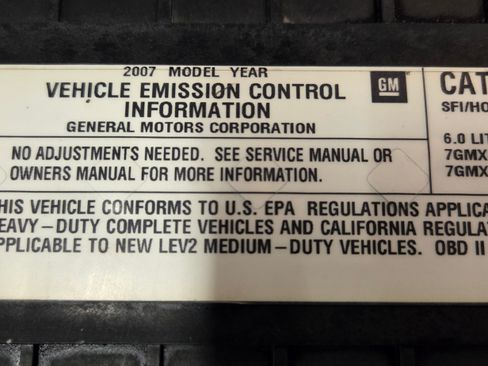 2007 MODEL YEAR
VEHICLE EMISSION CONTROL
INFORMATION
GENERAL MOTORS CORPORATION
GM
NO ADJUSTMENTS NEEDED. SEE SERVICE MANUAL OR
OWNERS MANUAL FOR MORE INFORMATION.
CAT
SFI/HO
6.0 LIT
7GMX
7GMX
HIS VEHICLE CONFORMS TO U.S. EPA REGULATIONS APPLICA
EAVY-DUTY COMPLETE VEHICLES AND CALIFORNIA REGULA
PPLICABLE TO NEW LEV2 MEDIUM-DUTY VEHICLES. OBD II